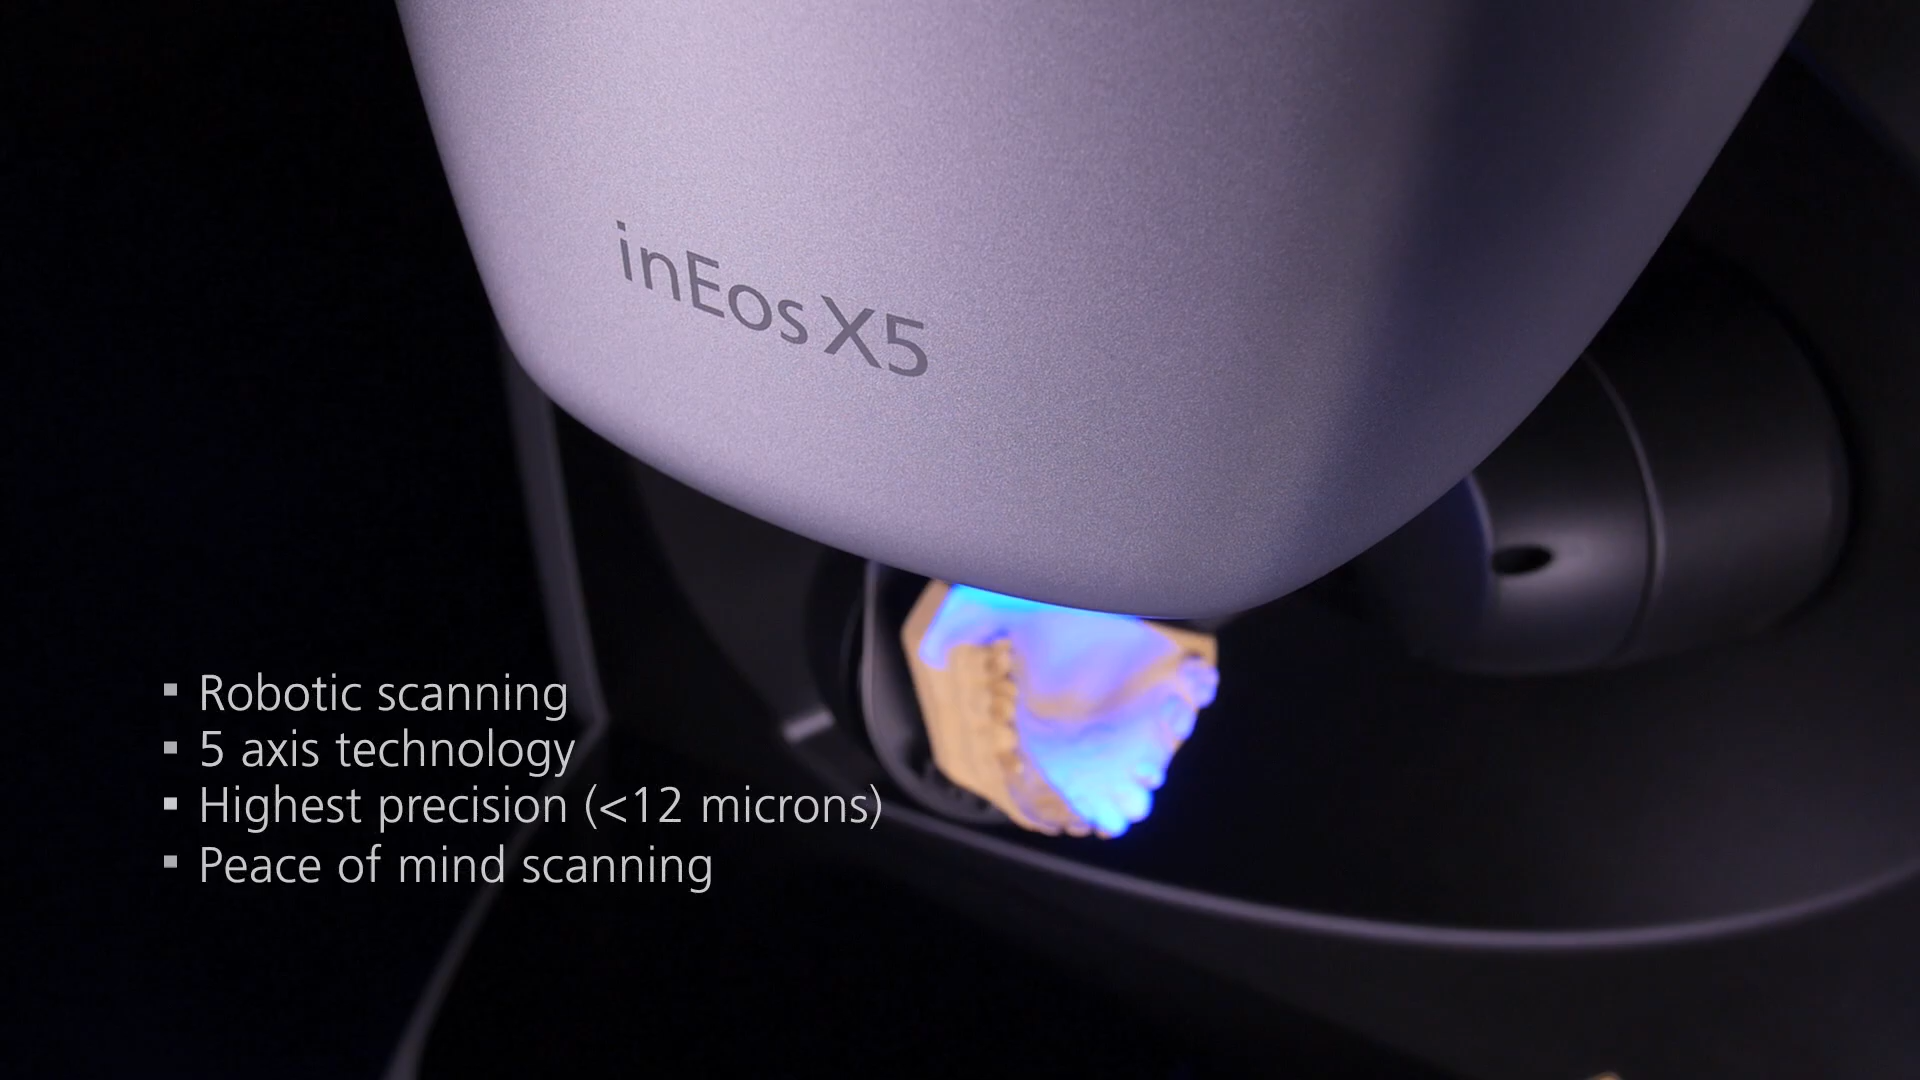 inEos X5
▪ Robotic scanning
▪ 5 axis technology
▪ Highest precision (<12 microns)
▪ Peace of mind scanning